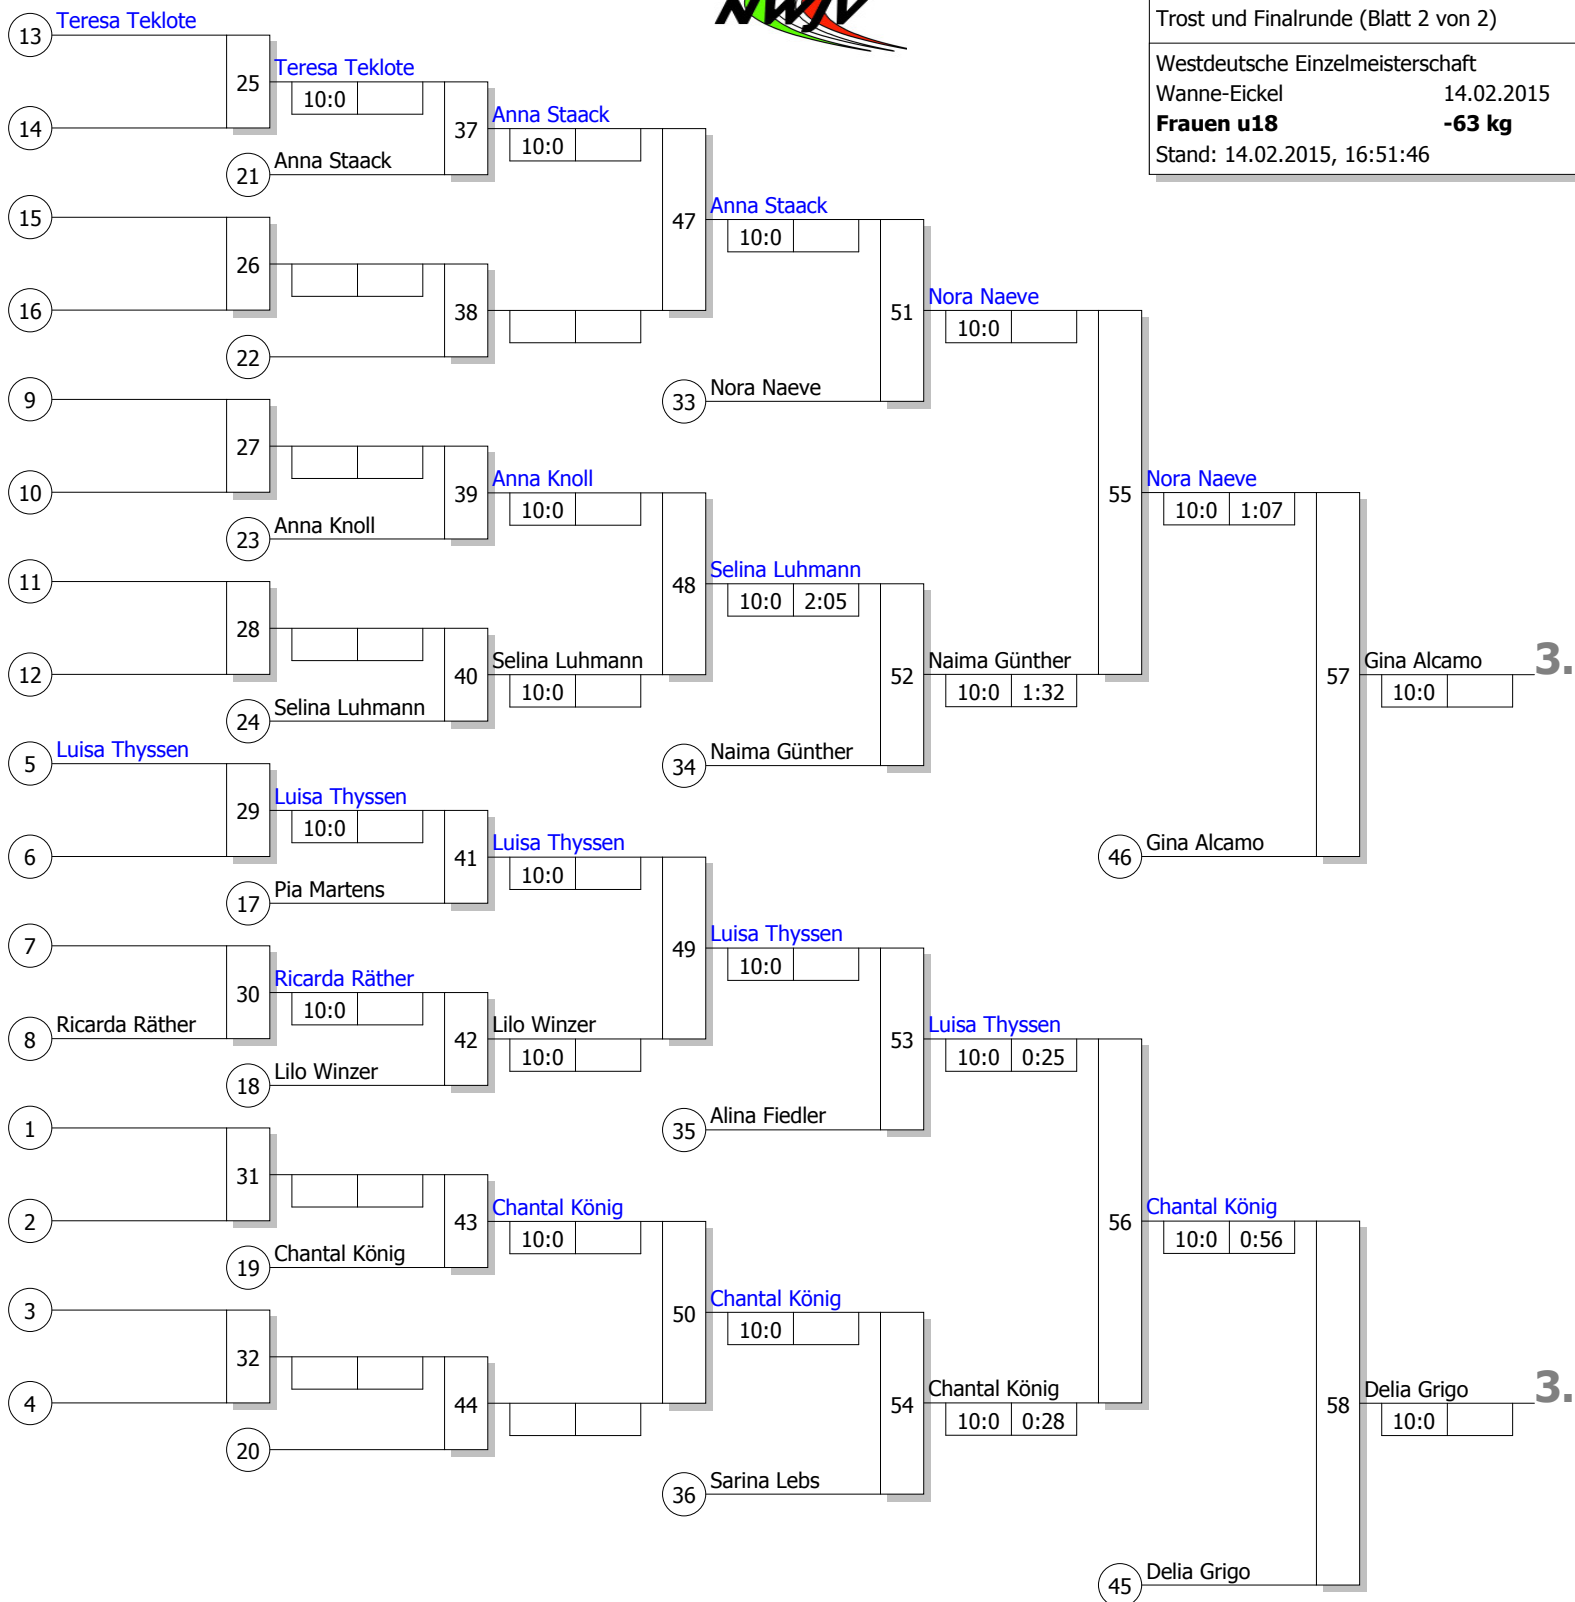 NWJV
Trost und Finalrunde (Blatt 2 von 2)
Westdeutsche Einzelmeisterschaft
Wanne-Eickel 14.02.2015
Frauen u18 -63 kg
Stand: 14.02.2015, 16:51:46
13 Teresa Teklote
25
14
Teresa Teklote
10:0
37
21 Anna Staack
Anna Staack
10:0
15
26
16
38
22
47
Anna Staack
10:0
51
33 Nora Naeve
Nora Naeve
10:0
9
27
10
39
23 Anna Knoll
Anna Knoll
10:0
11
28
12
40
24 Selina Luhmann
Selina Luhmann
10:0
48
Selina Luhmann
10:0 2:05
52
34 Naima Günther
Naima Günther
10:0 1:32
55
Nora Naeve
10:0 1:07
57
46 Gina Alcamo
Gina Alcamo
10:0
3.
5 Luisa Thyssen
29
6
Luisa Thyssen
10:0
41
17 Pia Martens
Luisa Thyssen
10:0
7
30
8 Ricarda Räther
Ricarda Räther
10:0
42
18 Lilo Winzer
Lilo Winzer
10:0
49
Luisa Thyssen
10:0
53
35 Alina Fiedler
Luisa Thyssen
10:0 0:25
1
31
2
43
19 Chantal König
Chantal König
10:0
3
32
4
44
20
50
Chantal König
10:0
54
36 Sarina Lebs
Chantal König
10:0 0:28
56
Chantal König
10:0 0:56
58
45 Delia Grigo
Delia Grigo
10:0
3.